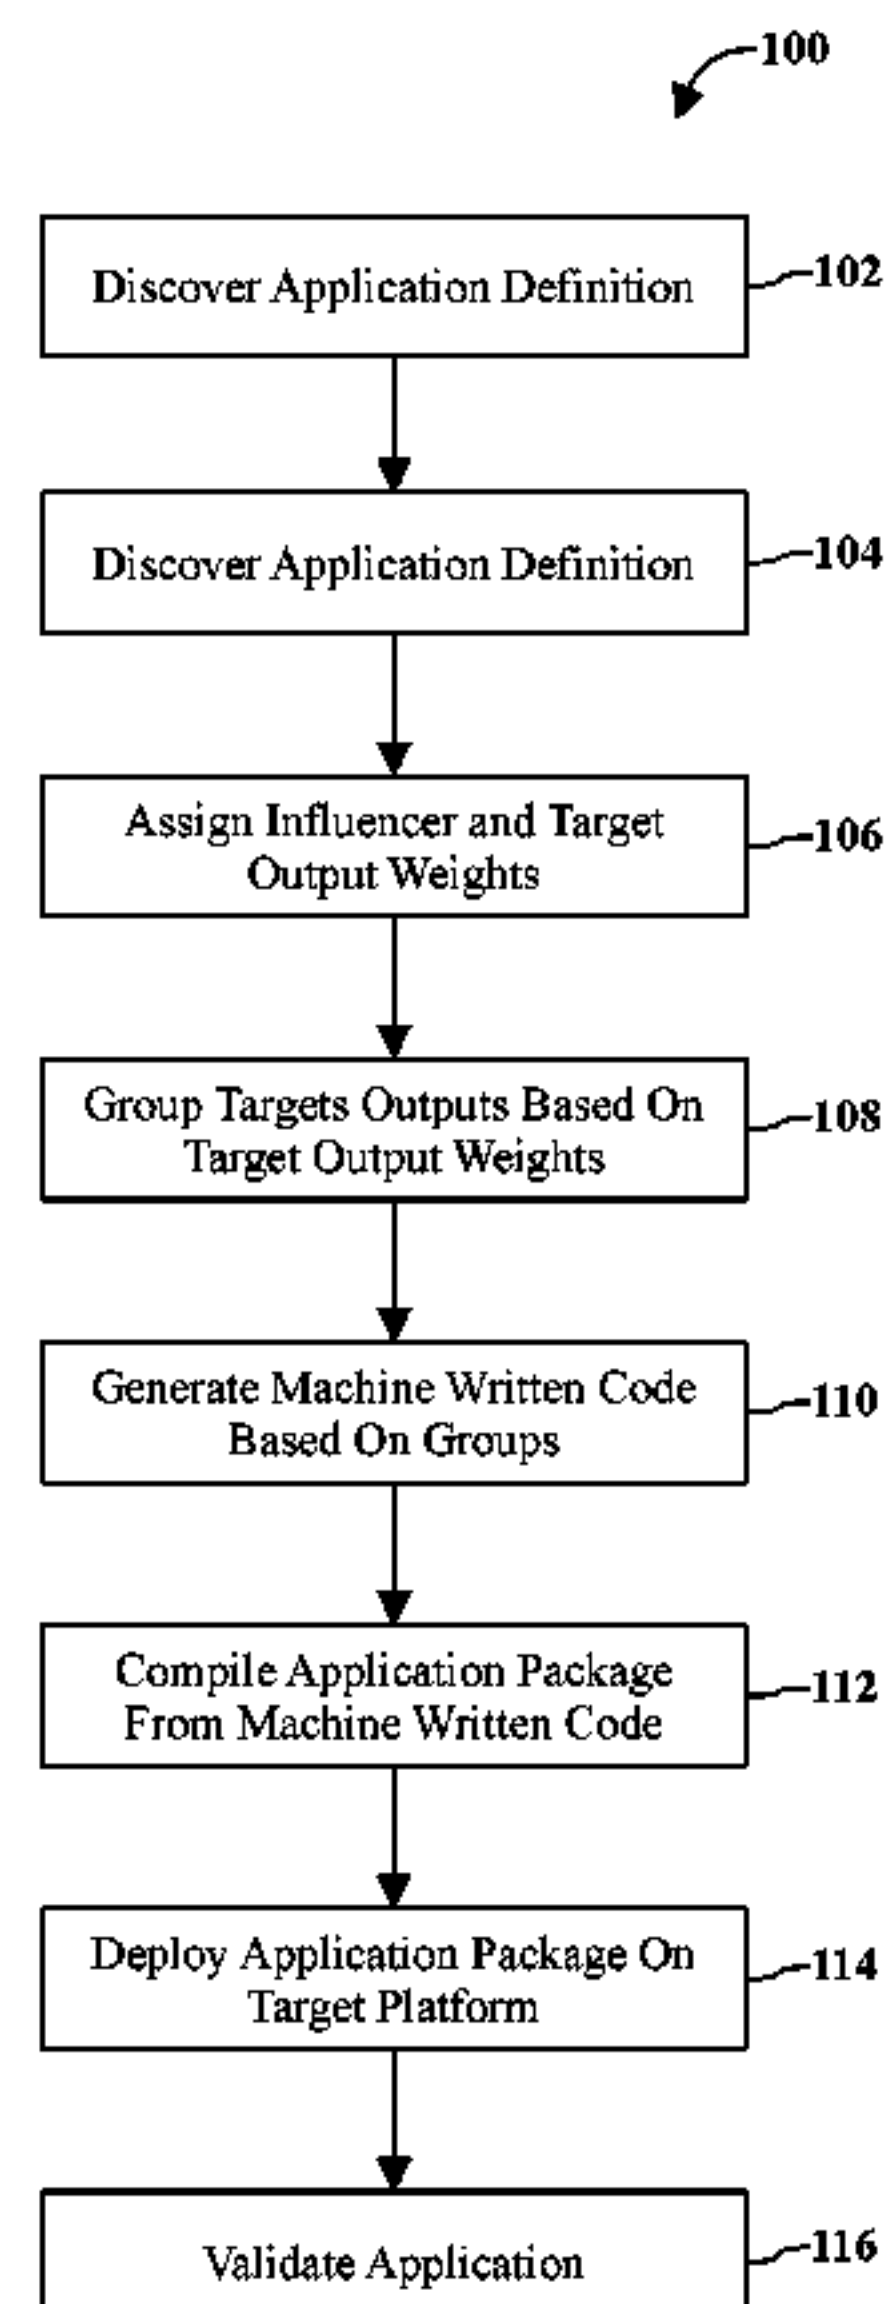 100
Discover Application Definition
102
Discover Application Definition
104
Assign Influencer and Target
Output Weights
106
Group Targets Outputs Based On
Target Output Weights
108
Generate Machine Written Code
Based On Groups
110
Compile Application Package
From Machine Written Code
112
Deploy Application Package On
Target Platform
114
Validate Application
116